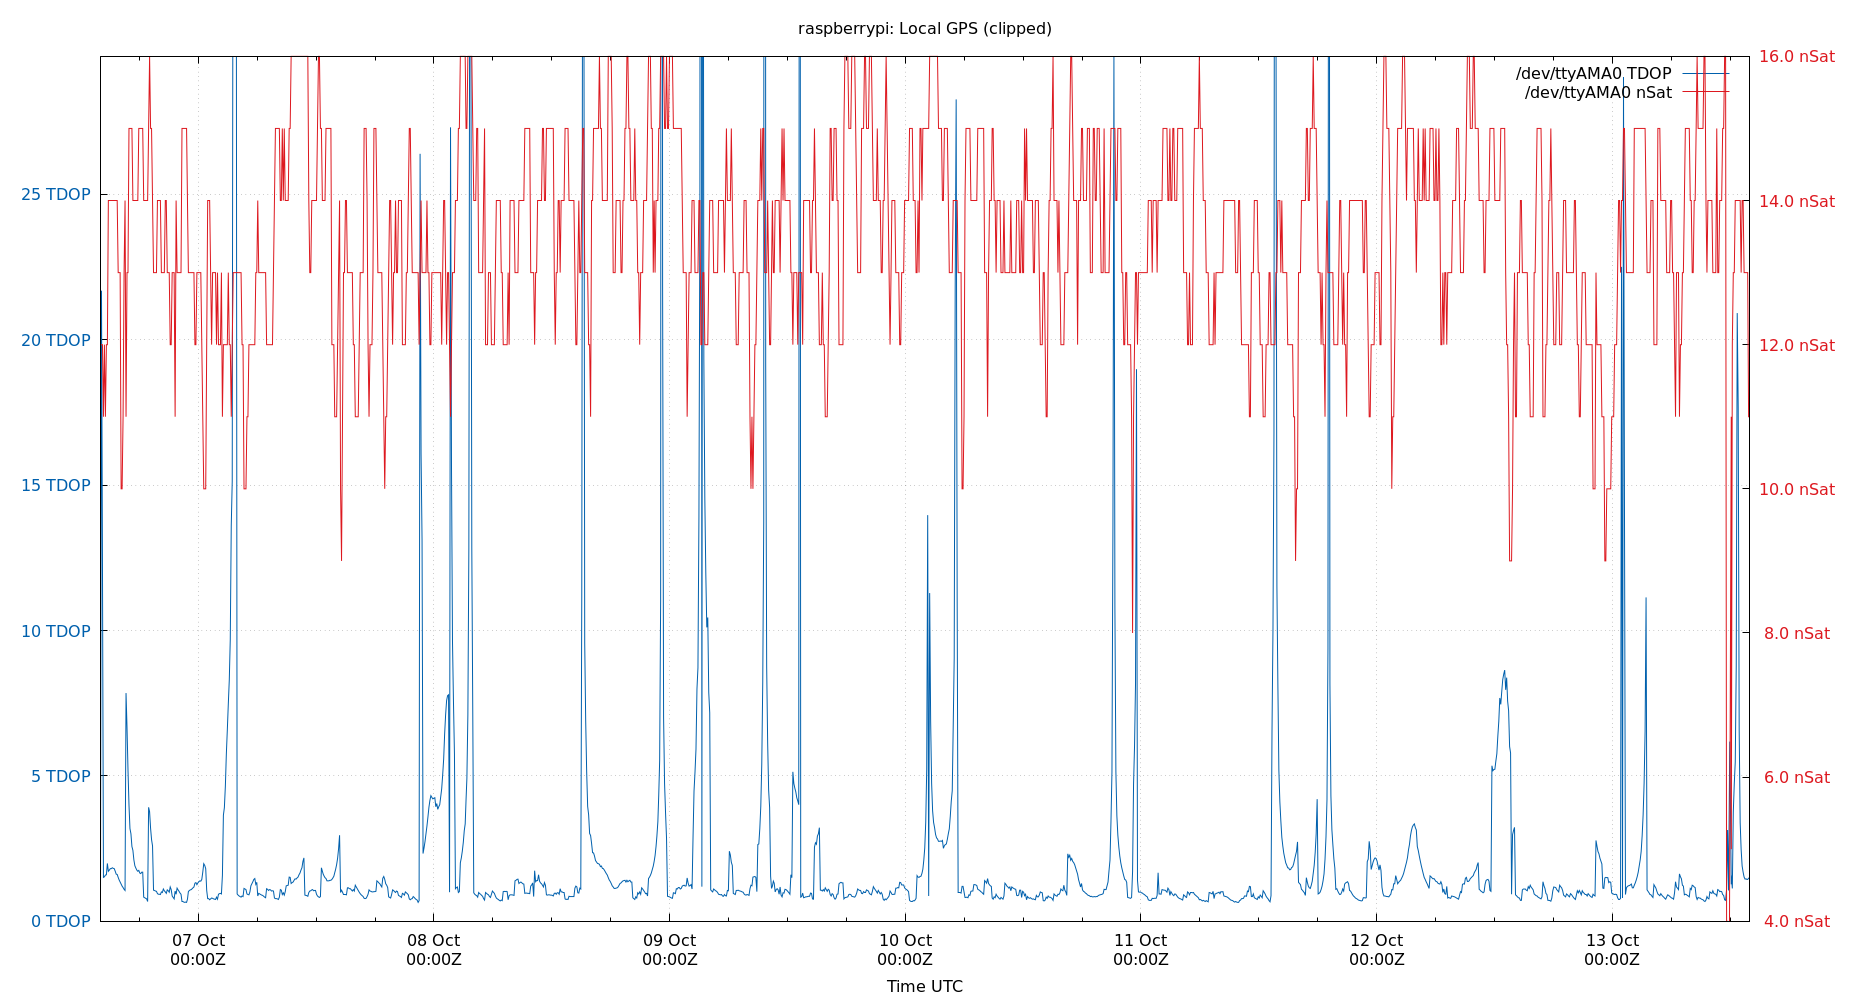 raspberrypi: Local GPS (clipped)
16.0 nSat
/dev/ttyAMA0 TDOP
/dev/ttyAMA0 nSat
25 TDOP
14.0 nSat
20 TDOP
12.0 nSat
15 TDOP
10.0 nSat
10 TDOP
8.0 nSat
5 TDOP
6.0 nSat
0 TDOP
4.0 nSat
07 Oct 08 Oct 09 Oct 10 Oct 11 Oct 12 Oct 13 Oct
00:00Z 00:00Z 00:00Z 00:00Z 00:00Z 00:00Z 00:00Z
Time UTC